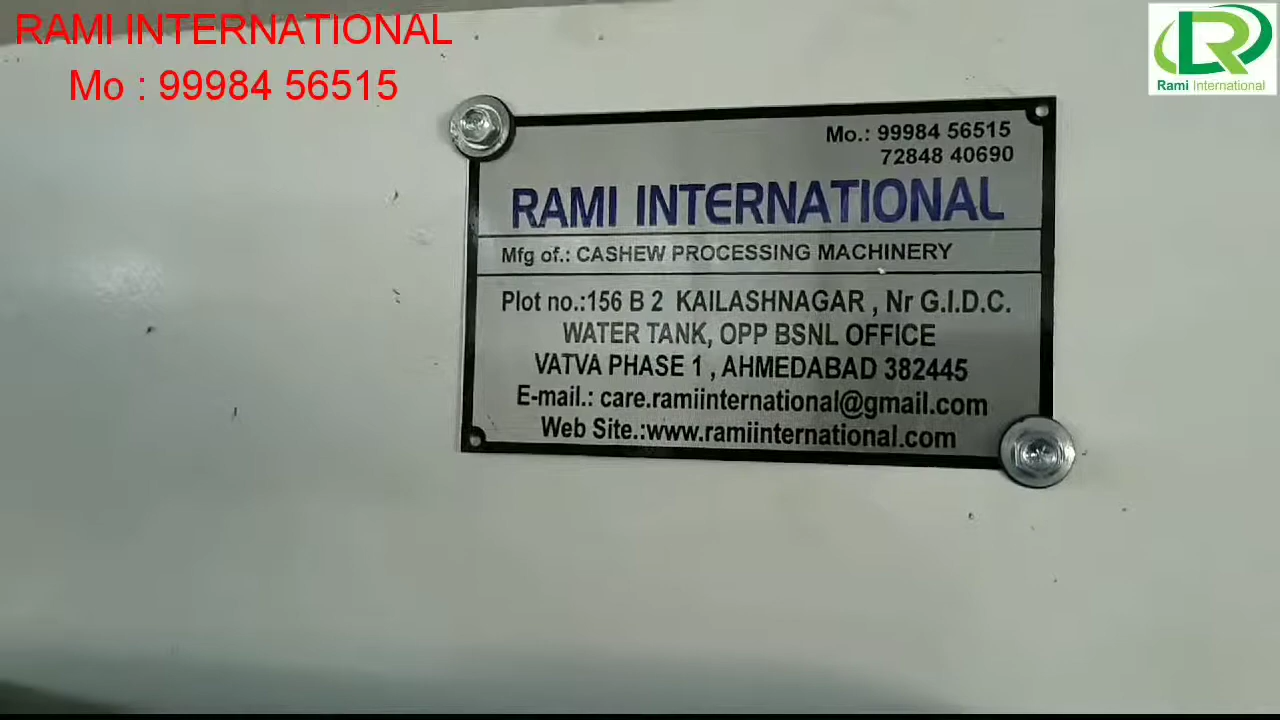 RAMI INTERNATIONAL
Mo : 99984 56515
Rami International
Mo.: 99984 56515
72848 40690
RAMI INTERNATIONAL
Mfg of.: CASHEW PROCESSING MACHINERY
Plot no.:156 B 2 KAILASHNAGAR , Nr G.I.D.C.
WATER TANK, OPP BSNL OFFICE
VATVA PHASE 1 , AHMEDABAD 382445
E-mail.: care.ramiinternational@gmail.com
Web Site.:www.ramiinternational.com